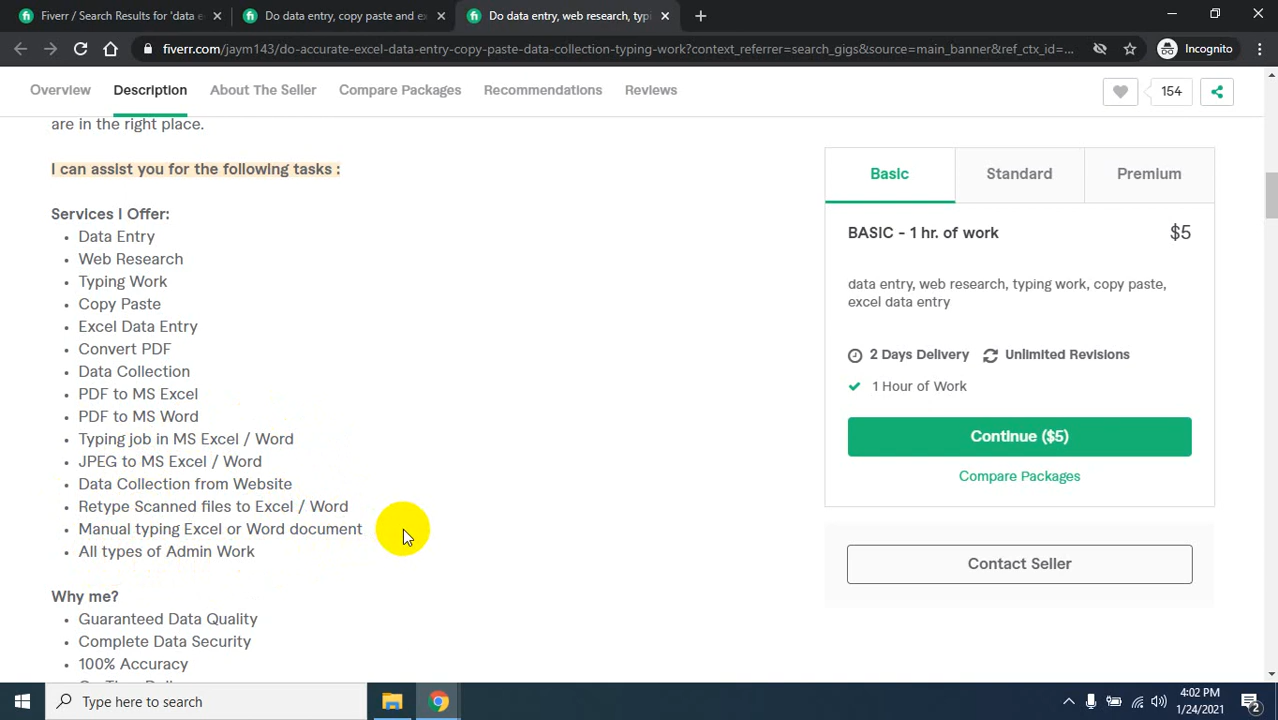 Fiverr / Search Results for 'data e
Do data entry, copy paste and ex
Do data entry, web research, typi
fiverr.com/jaym143/do-accurate-excel-data-entry-copy-paste-data-collection-typing-work?context_referrer=search_gigs&source=main_banner&ref_ctx_id=...
Incognito
Overview
Description
About The Seller
Compare Packages
Recommendations
Reviews
154
are in the right place.
I can assist you for the following tasks :
Services I Offer:
• Data Entry
• Web Research
• Typing Work
• Copy Paste
• Excel Data Entry
• Convert PDF
• Data Collection
• PDF to MS Excel
• PDF to MS Word
• Typing job in MS Excel / Word
• JPEG to MS Excel / Word
• Data Collection from Website
• Retype Scanned files to Excel / Word
• Manual typing Excel or Word document
• All types of Admin Work
Why me?
• Guaranteed Data Quality
• Complete Data Security
• 100% Accuracy
Basic
Standard
Premium
BASIC - 1 hr. of work
$5
data entry, web research, typing work, copy paste,
excel data entry
2 Days Delivery
Unlimited Revisions
1 Hour of Work
Continue ($5)
Compare Packages
Contact Seller
Type here to search
4:02 PM
1/24/2021
2